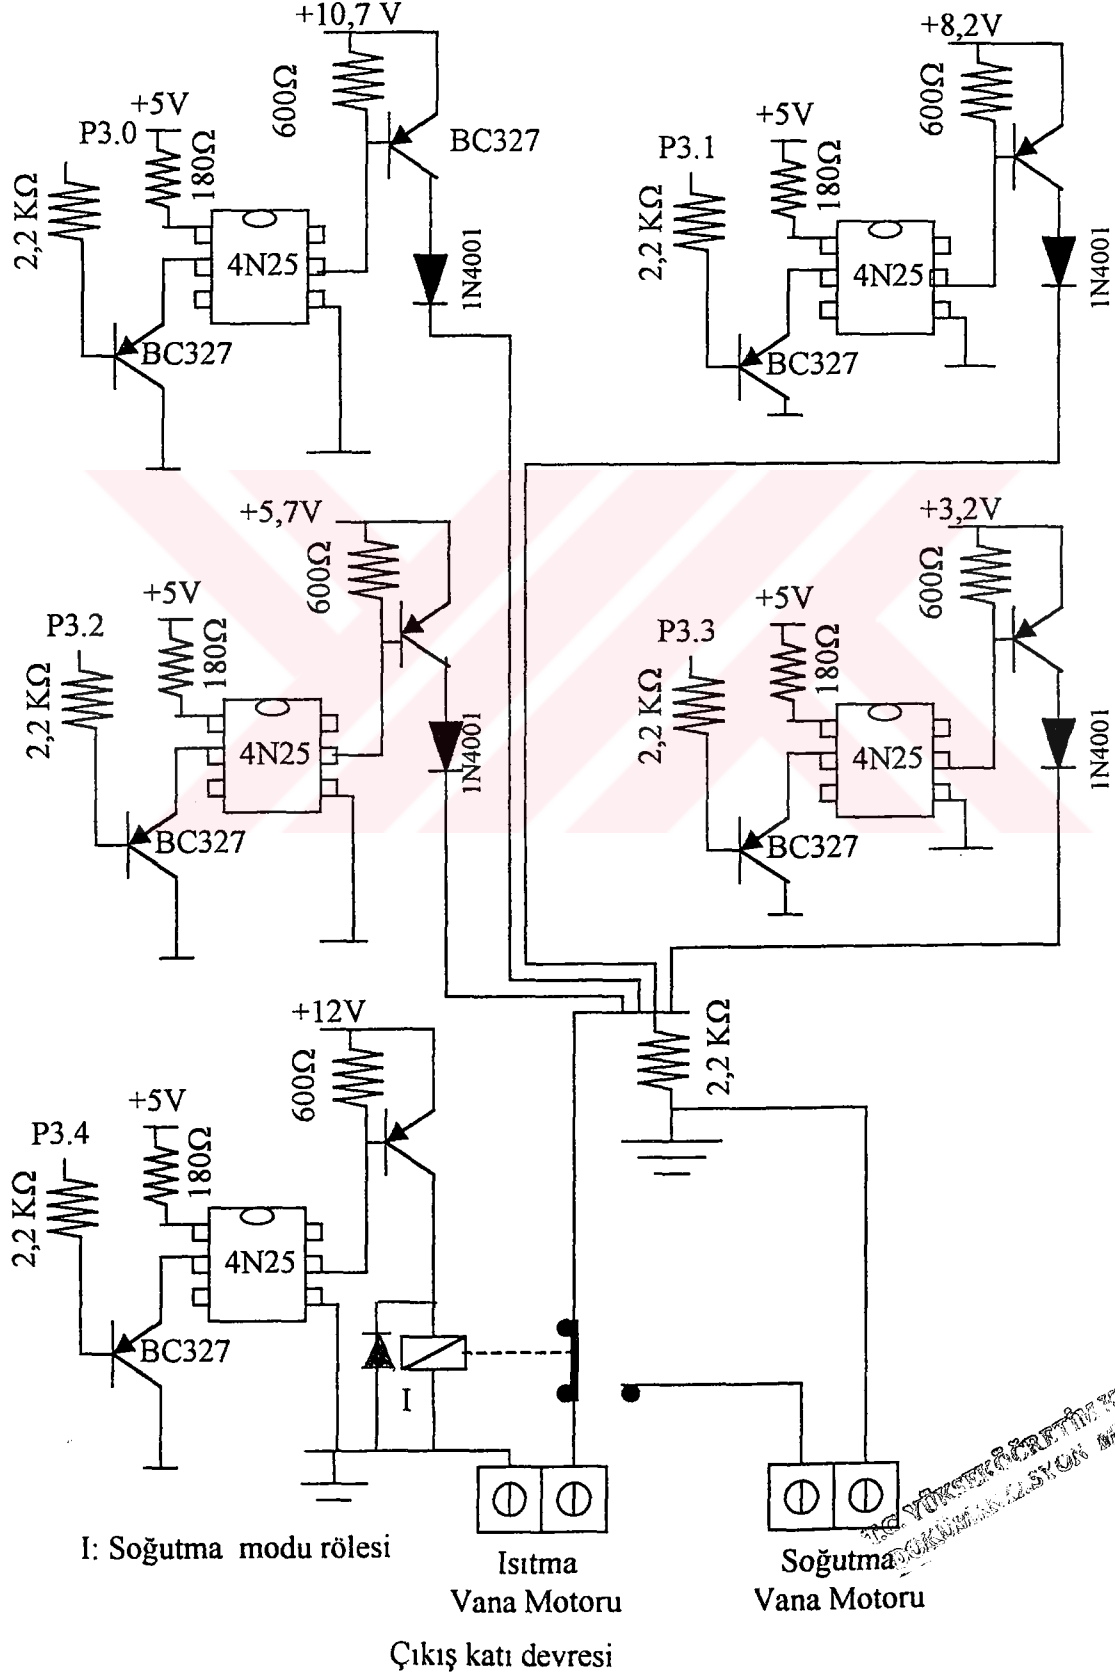 +10,7 V
600Ω
BC327
+5V
P3.0
180Ω
2,2 KΩ
4N25
1N4001
BC327
+8,2V
600Ω
+5V
P3.1
180Ω
2,2 KΩ
4N25
1N4001
BC327
+5,7V
600Ω
+5V
P3.2
180Ω
2,2 KΩ
4N25
1N4001
BC327
+3,2V
600Ω
+5V
P3.3
180Ω
2,2 KΩ
4N25
1N4001
BC327
2,2 KΩ
+12V
600Ω
+5V
P3.4
180Ω
2,2 KΩ
4N25
BC327
I
I: Soğutma modu rölesi
Isıtma
Vana Motoru
Soğutma
Vana Motoru
T.C. YÜKSEKÖĞRETİM
Çıkış katı devresi